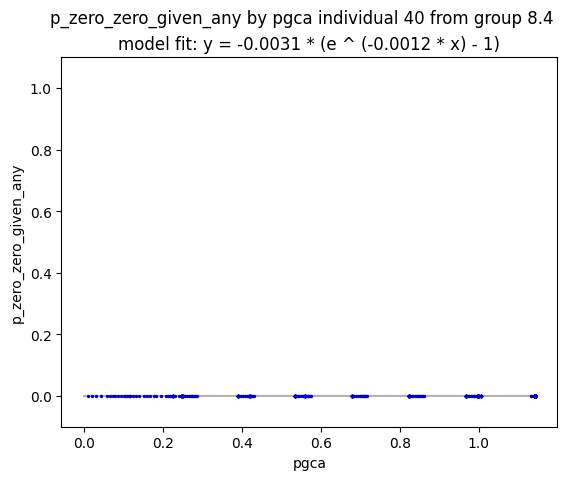 p_zero_zero_given_any by pgca individual 40 from group 8.4
model fit: y = -0.0031 * (e ^ (-0.0012 * x) - 1)
1.0
0.8
0.6
0.4
0.2
0.0
p_zero_zero_given_any
0.0 0.2 0.4 0.6 0.8 1.0
pgca